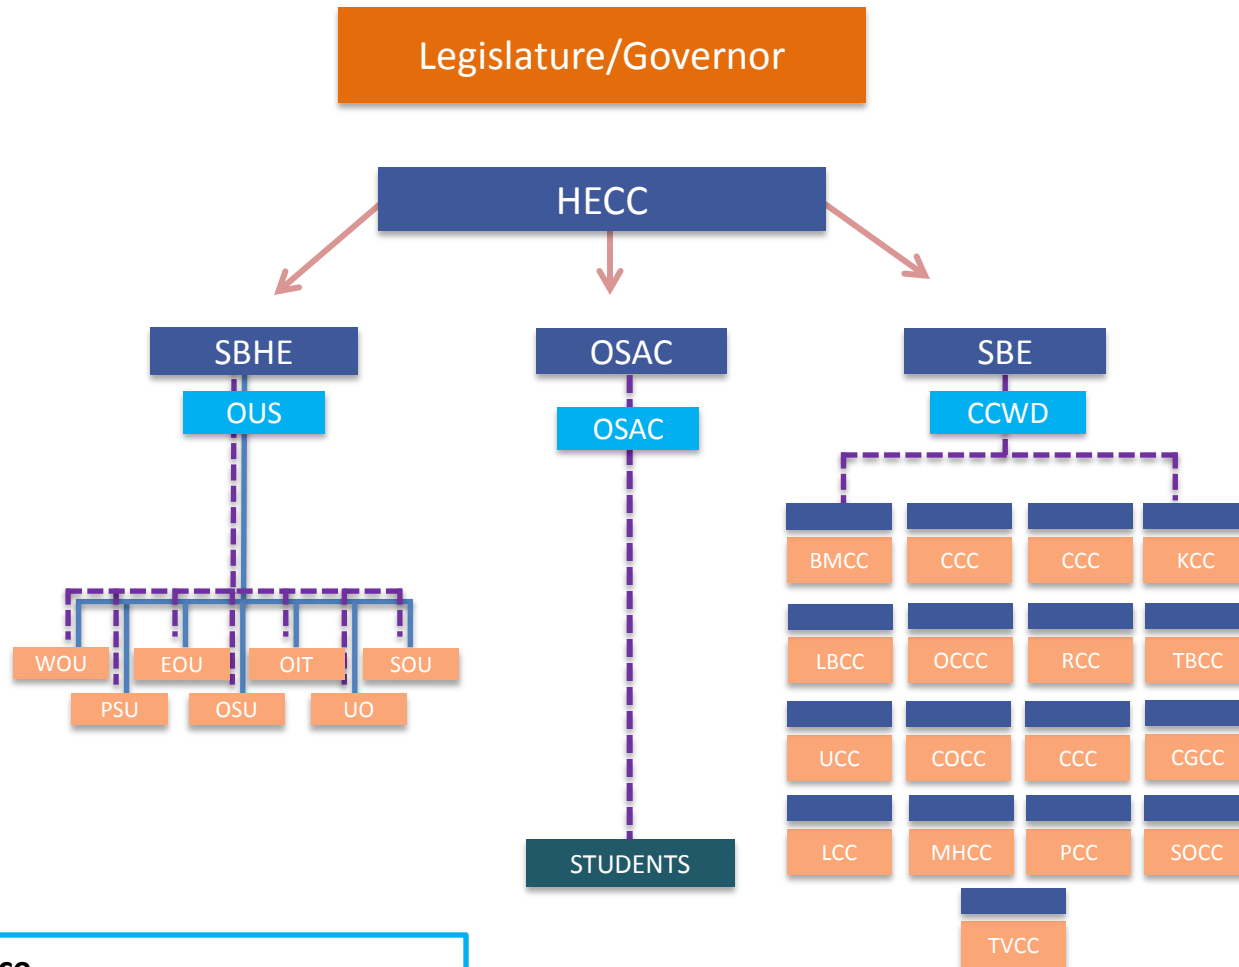 Legislature/Governor
HECC
SBHE
OSAC
SBE
OUS
OSAC
CCWD
BMCC CCC CCC KCC
WOU EOU OIT SOU
LBCC OCCC RCC TBCC
PSU OSU UO
UCC COCC CCC CGCC
LCC MHCC PCC SOCC
STUDENTS
TVCC